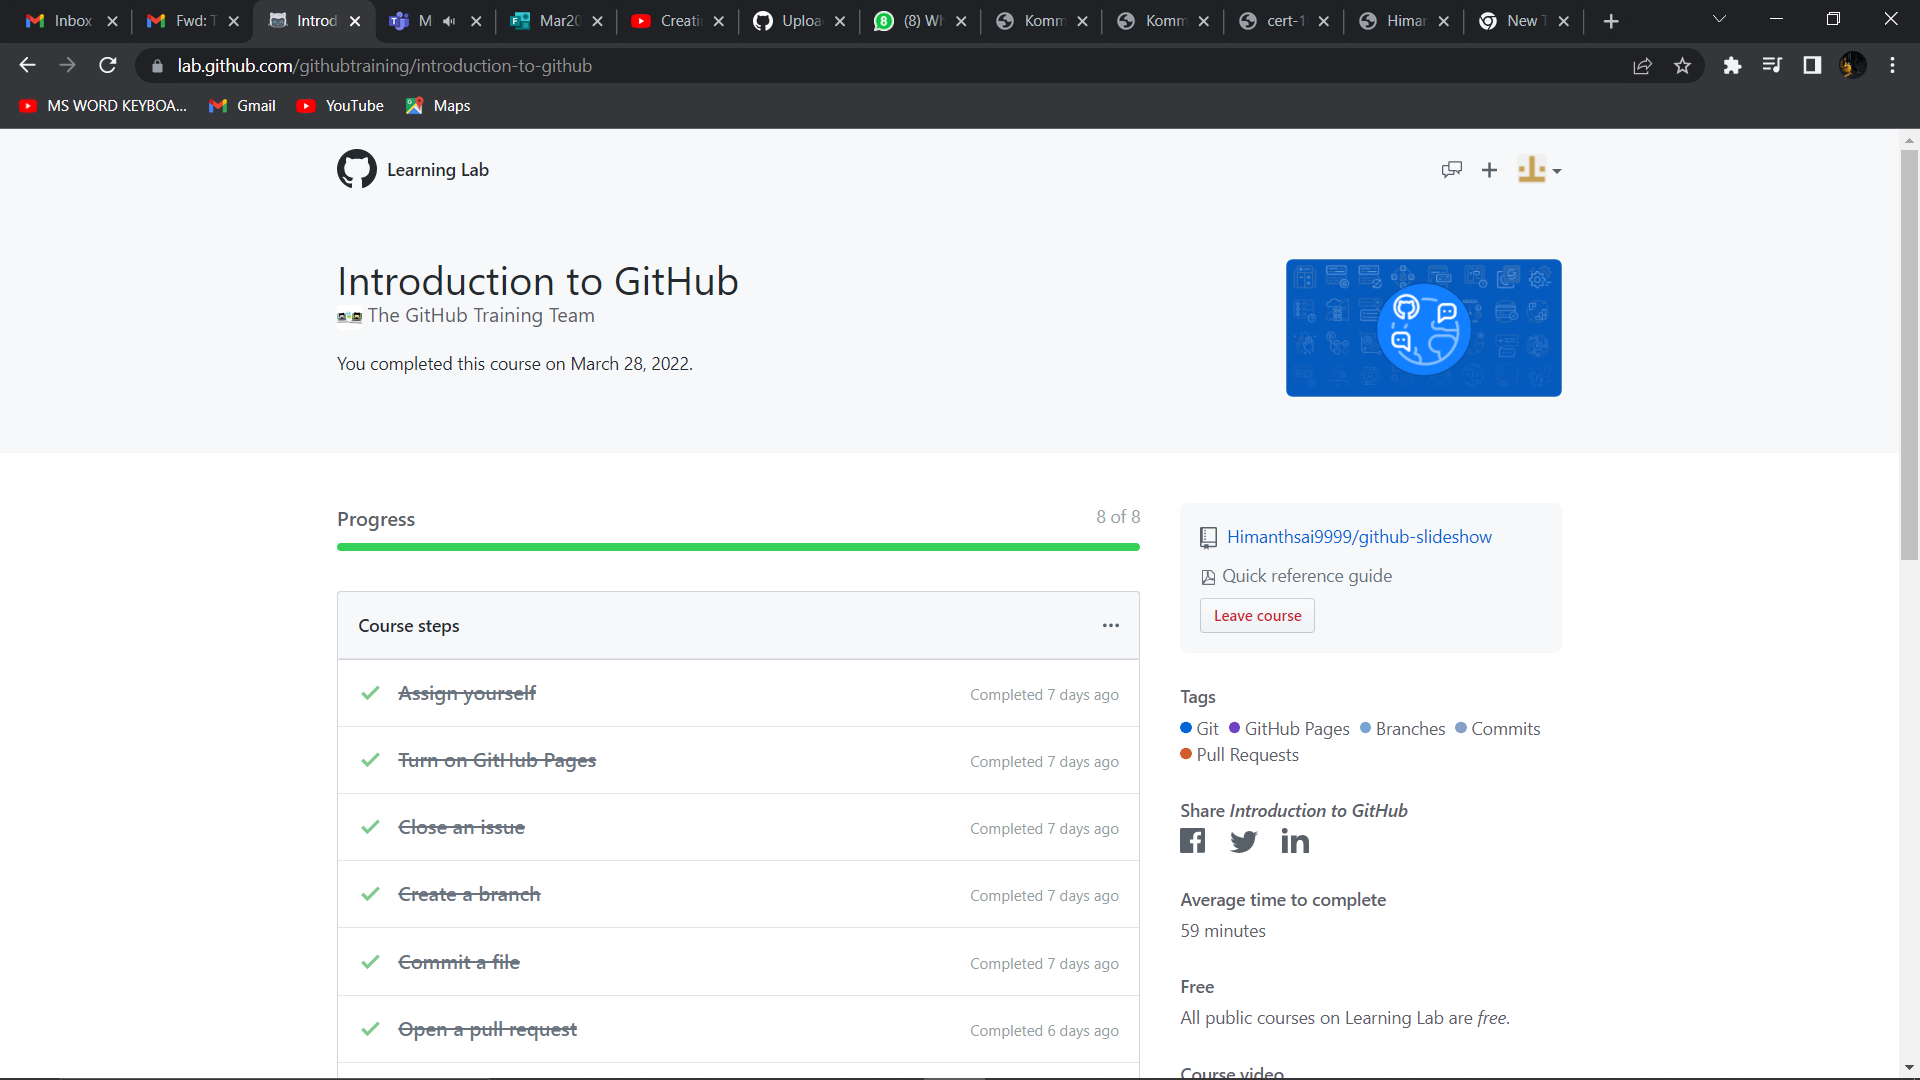 Inbox
Fwd: T
Introd
M
Mar20
Creati
Uploa
(8) Wh
Komm
Komm
cert-1
Himan
New T
lab.github.com/githubtraining/introduction-to-github
MS WORD KEYBOA...
Gmail
YouTube
Maps
Learning Lab
Introduction to GitHub
The GitHub Training Team
You completed this course on March 28, 2022.
Progress
8 of 8
Course steps
Assign yourself
Completed 7 days ago
Turn on GitHub Pages
Completed 7 days ago
Close an issue
Completed 7 days ago
Create a branch
Completed 7 days ago
Commit a file
Completed 7 days ago
Open a pull request
Completed 6 days ago
Himanthsai9999/github-slideshow
Quick reference guide
Leave course
Tags
Git GitHub Pages Branches Commits
Pull Requests
Share Introduction to GitHub
Average time to complete
59 minutes
Free
All public courses on Learning Lab are free.
Course video